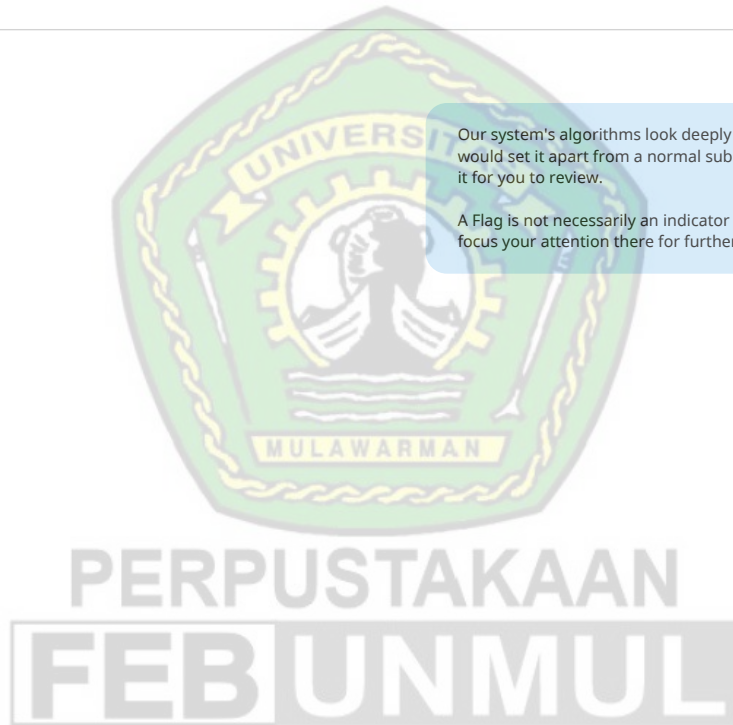 Our system's algorithms look deeply
would set it apart from a normal sub
it for you to review.
A Flag is not necessarily an indicator
focus your attention there for further
UNIVERSITAS
MULAWARMAN
PERPUSTAKAAN
FEB UNMUL